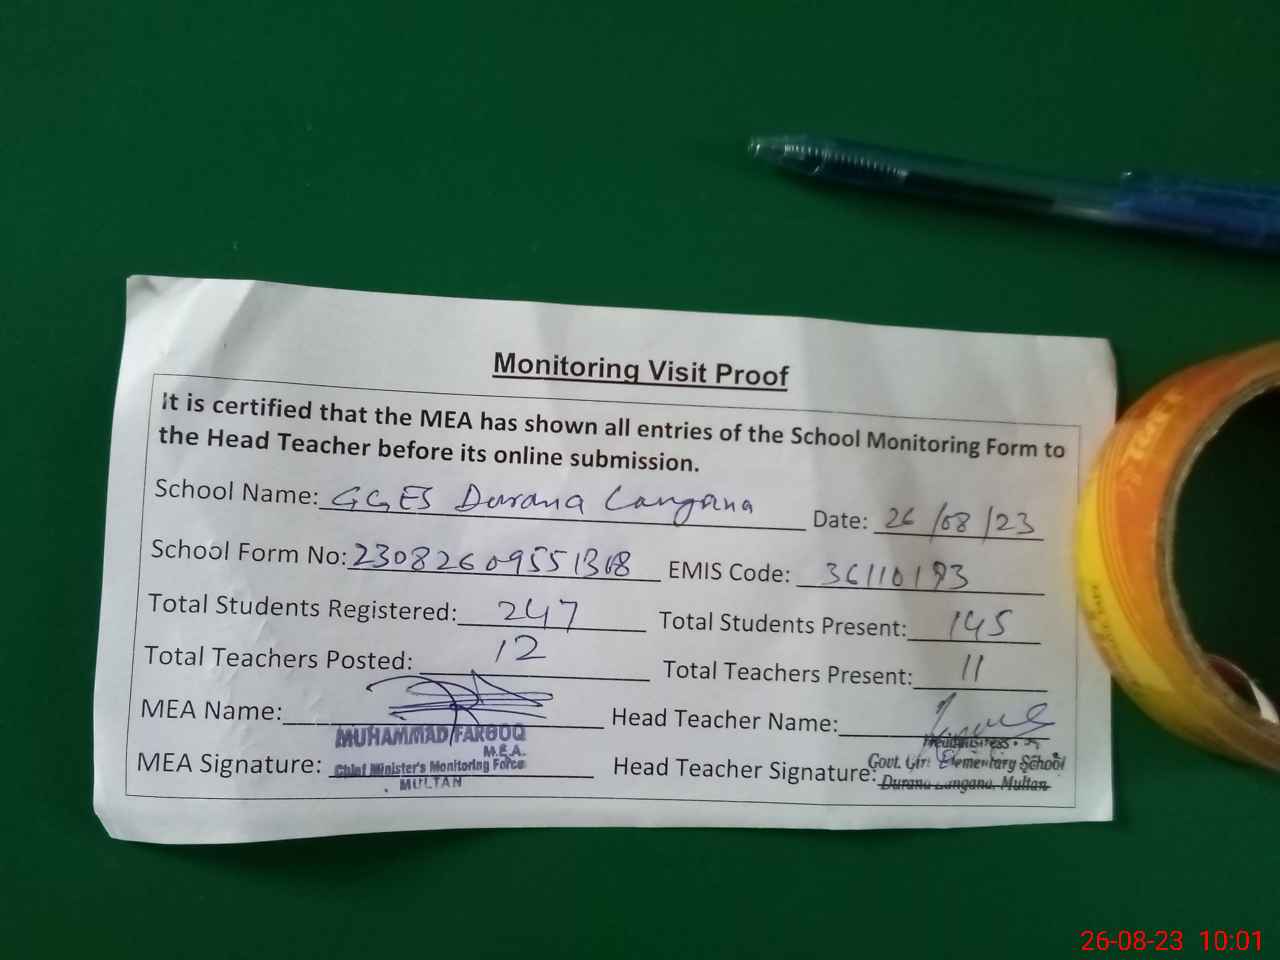 Monitoring Visit Proof
It is certified that the MEA has shown all entries of the School Monitoring Form to
the Head Teacher before its online submission.
School Name: GGES Durana Langana Date: 26/08/23
School Form No: EMIS Code: 36110193
Total Students Registered: 247 Total Students Present: 145
Total Teachers Posted: 12 Total Teachers Present: 11
MEA Name: Head Teacher Name:
MUHAMMAD FAROOQ
M.E.A.
Chief Minister's Monitoring Force
MULTAN
MEA Signature: Head Teacher Signature:
Headmistress
Govt. Girl Elementary School
Durana Langana, Multan
26-08-23 10:01